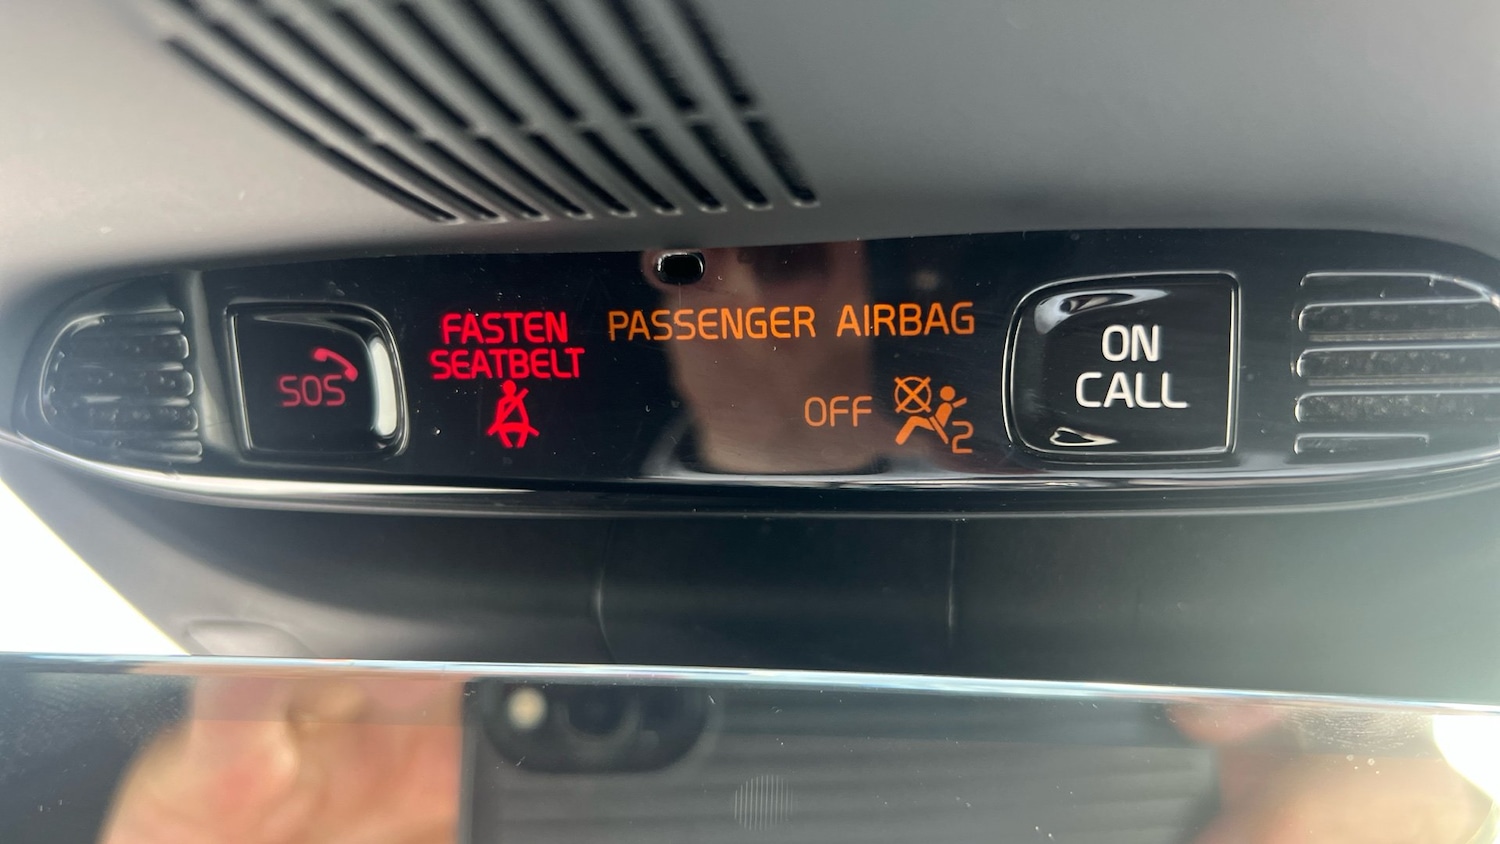 SOS
FASTEN
SEATBELT
PASSENGER AIRBAG
OFF 2
ON
CALL